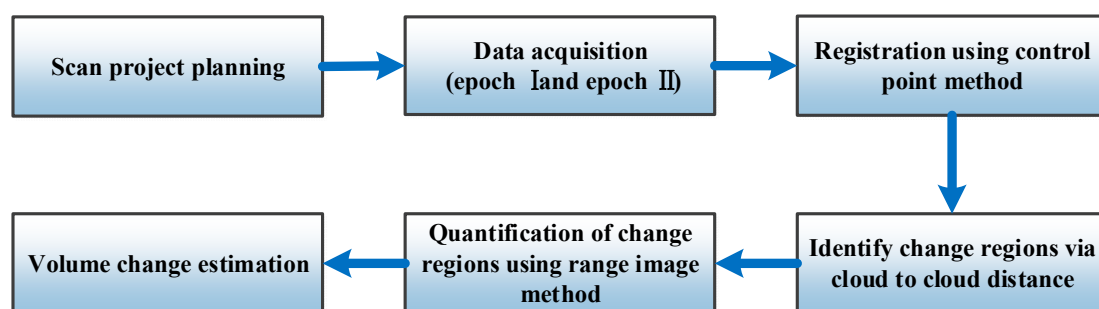 Scan project planning
Data acquisition
(epoch Ⅰand epoch Ⅱ)
Registration using control
point method
Identify change regions via
cloud to cloud distance
Quantification of change
regions using range image
method
Volume change estimation